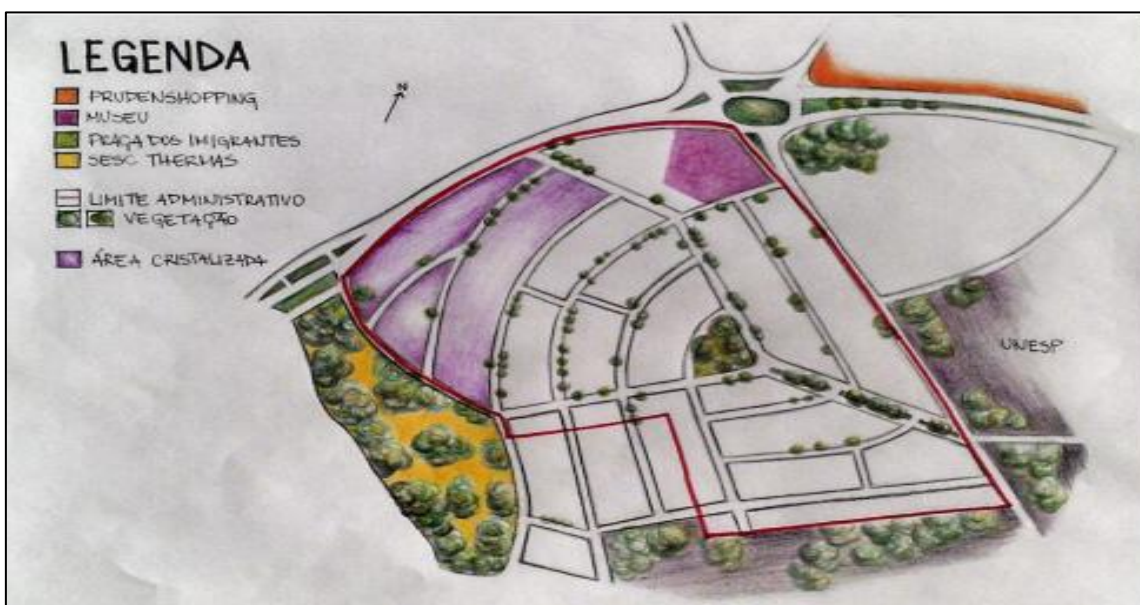 LEGENDA
PRUDENSHOPPING
MUSEU
PRAÇA DOS IMIGRANTES
SESC THERMAS
LIMITE ADMINISTRATIVO
VEGETAÇÃO
ÁREA CRISTALIZADA
N
UNESP